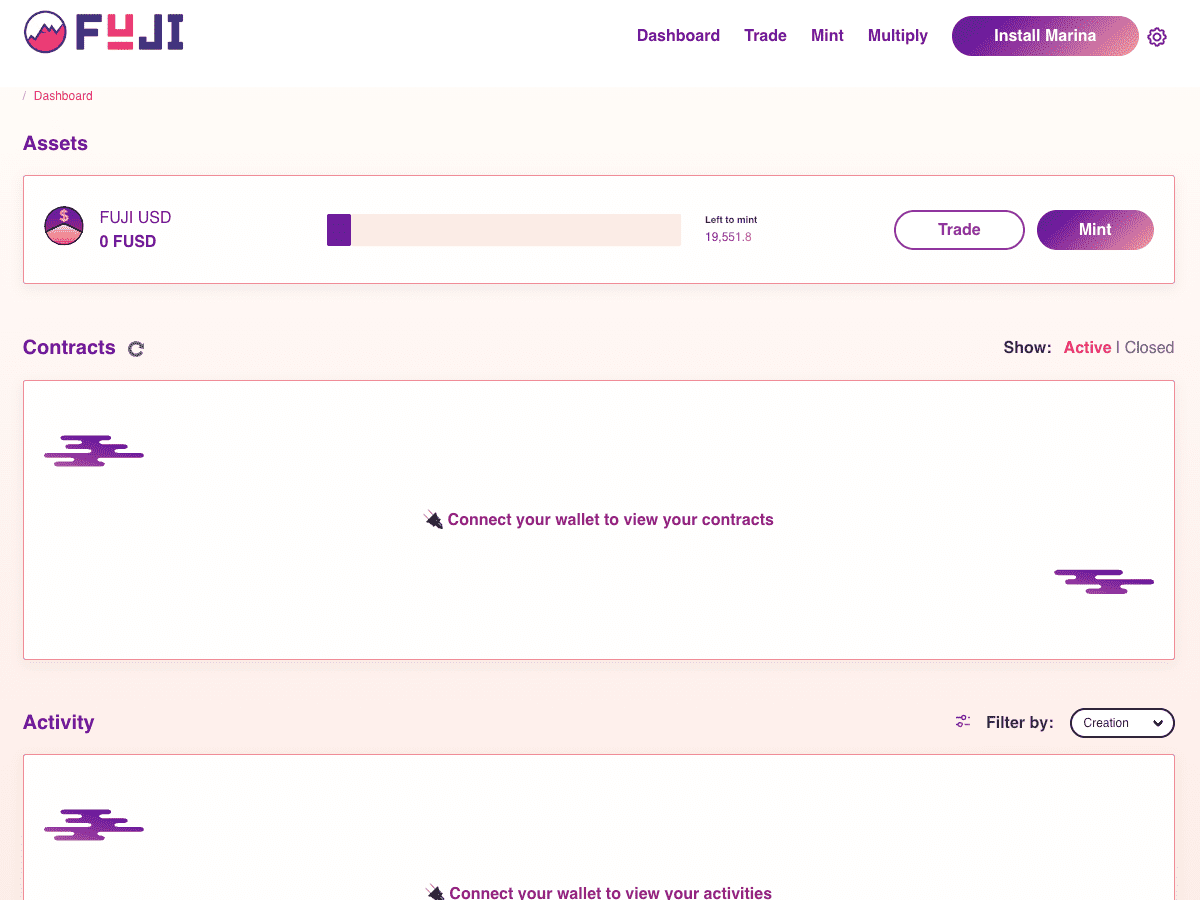 FUJI
Dashboard Trade Mint Multiply Install Marina
/ Dashboard
Assets
$
FUJI USD
0 FUSD
Left to mint
19,551.8
Trade Mint
Contracts
Show: Active | Closed
Connect your wallet to view your contracts
Activity
Filter by: Creation
Connect your wallet to view your activities